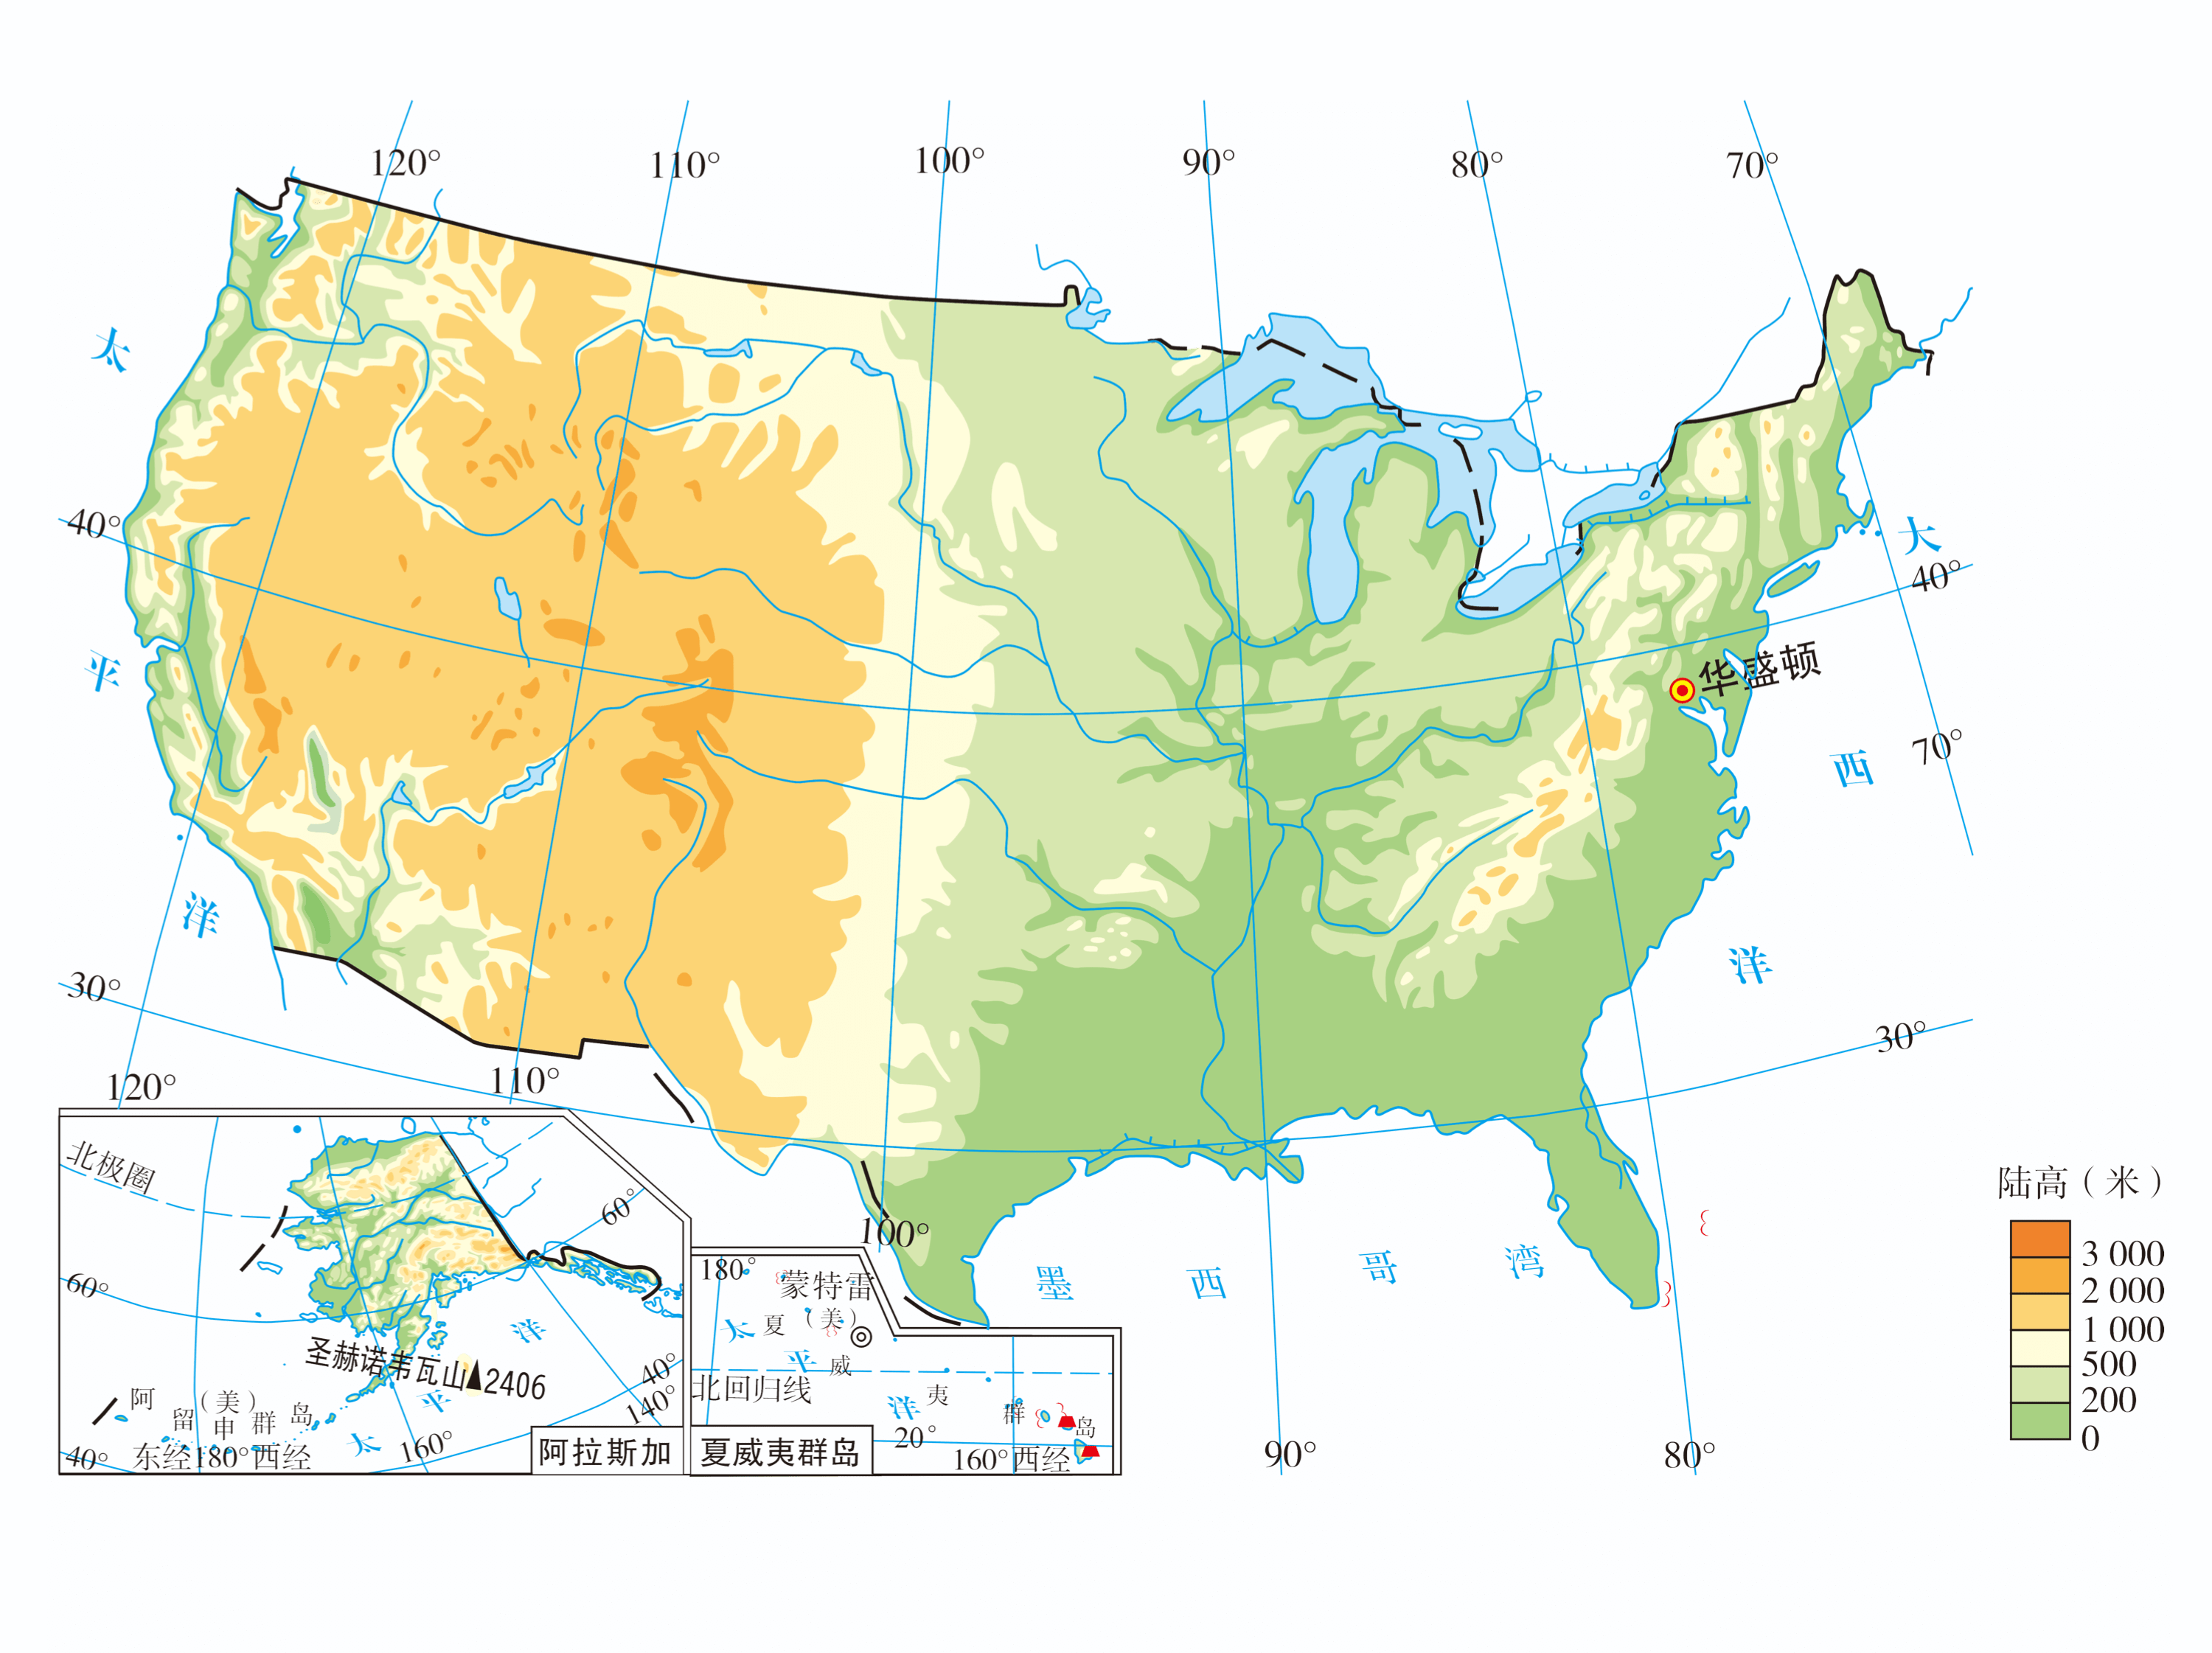 120°
110°
100°
90°
80°
70°
太
平
洋
40°
30°
120°
110°
100°
90°
80°
大
西
洋
40°
70°
30°
华盛顿
墨西哥湾
陆高（米）
3 000
2 000
1 000
500
200
0
北极圈
60°
60°
40°
140°
40°
160°
圣赫诺韦瓦山▲2406
阿留申群岛
（美）
东经180°西经
太平洋
阿拉斯加
180°
蒙特雷
（美）
夏威夷群岛
太平洋
北回归线
20°
160°西经
夏威夷群岛